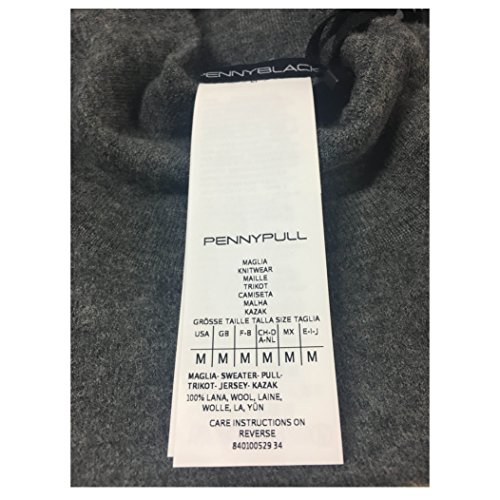 PENNYBLACK
PENNYPULL
MAGLIA
KNITWEAR
MAILLE
TRIKOT
CAMISETA
MALHA
KAZAK
GRÖSSE TAILLE TALLA SIZE TAGLIA
USA GB F-B CH-D A-NL MX E-I-J
M M M M M M
MAGLIA- SWEATER- PULL-
TRIKOT- JERSEY- KAZAK
100% LANA, WOOL, LAINE,
WOLLE, LA, YÜN
CARE INSTRUCTIONS ON
REVERSE
840100529 34